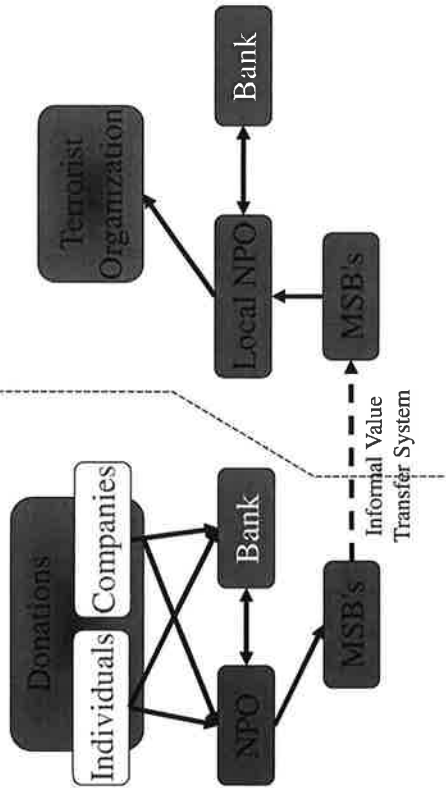 Donations
Individuals
Companies
NPO
Bank
MSB's
Informal Value
Transfer System
Terrorist
Organization
Local NPO
Bank
MSB's